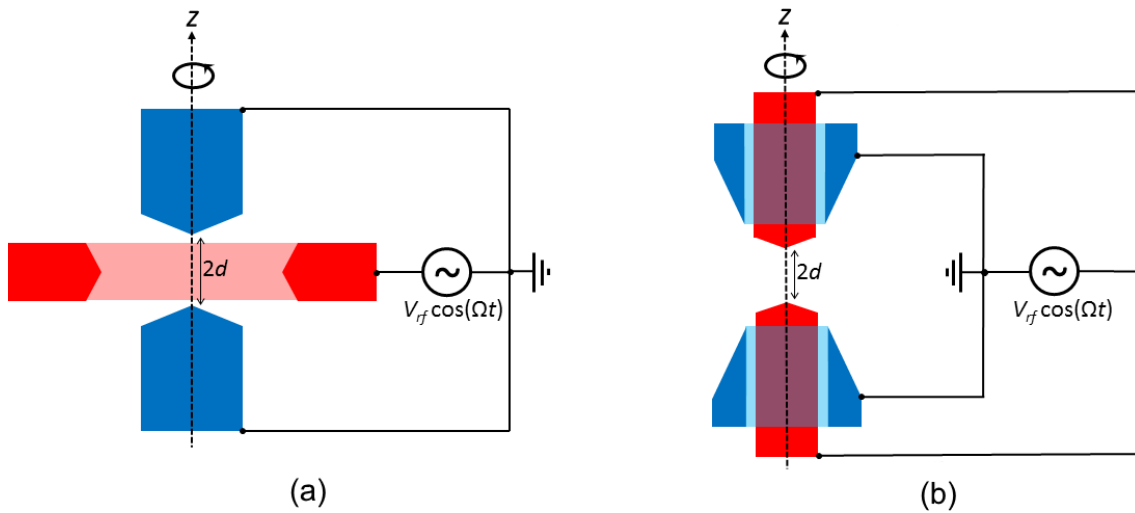 z
2d
V_rf cos(Ωt)
(a)
z
2d
V_rf cos(Ωt)
(b)